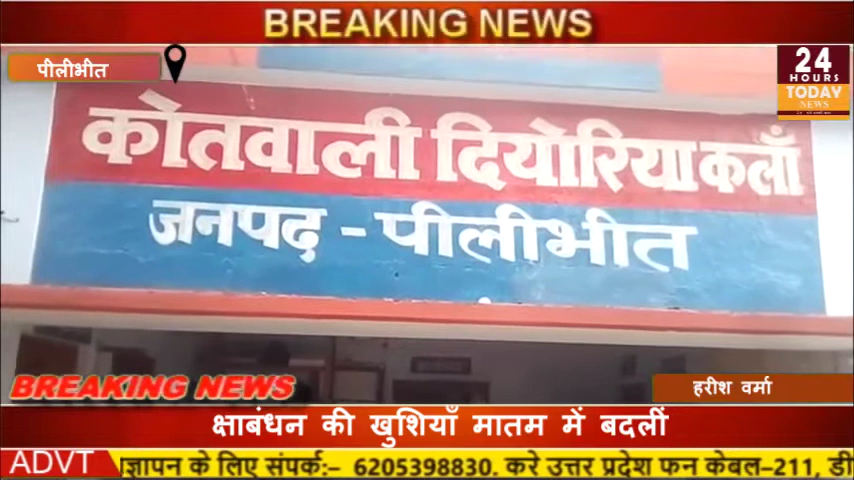 BREAKING NEWS
पीलीभीत
24
HOURS
TODAY
NEWS
कोतवाली दियोरिया कलाँ
जनपद - पीलीभीत
BREAKING NEWS
हरीश वर्मा
क्षाबंधन की खुशियाँ मातम में बदलीं
ADVT
ज्ञापन के लिए संपर्क:– 6205398830. करे उत्तर प्रदेश फन केबल–211, डी